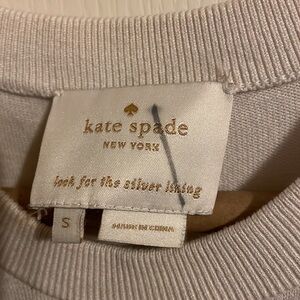 kate spade
NEW YORK
look for the silver lining
S
MADE IN CHINA